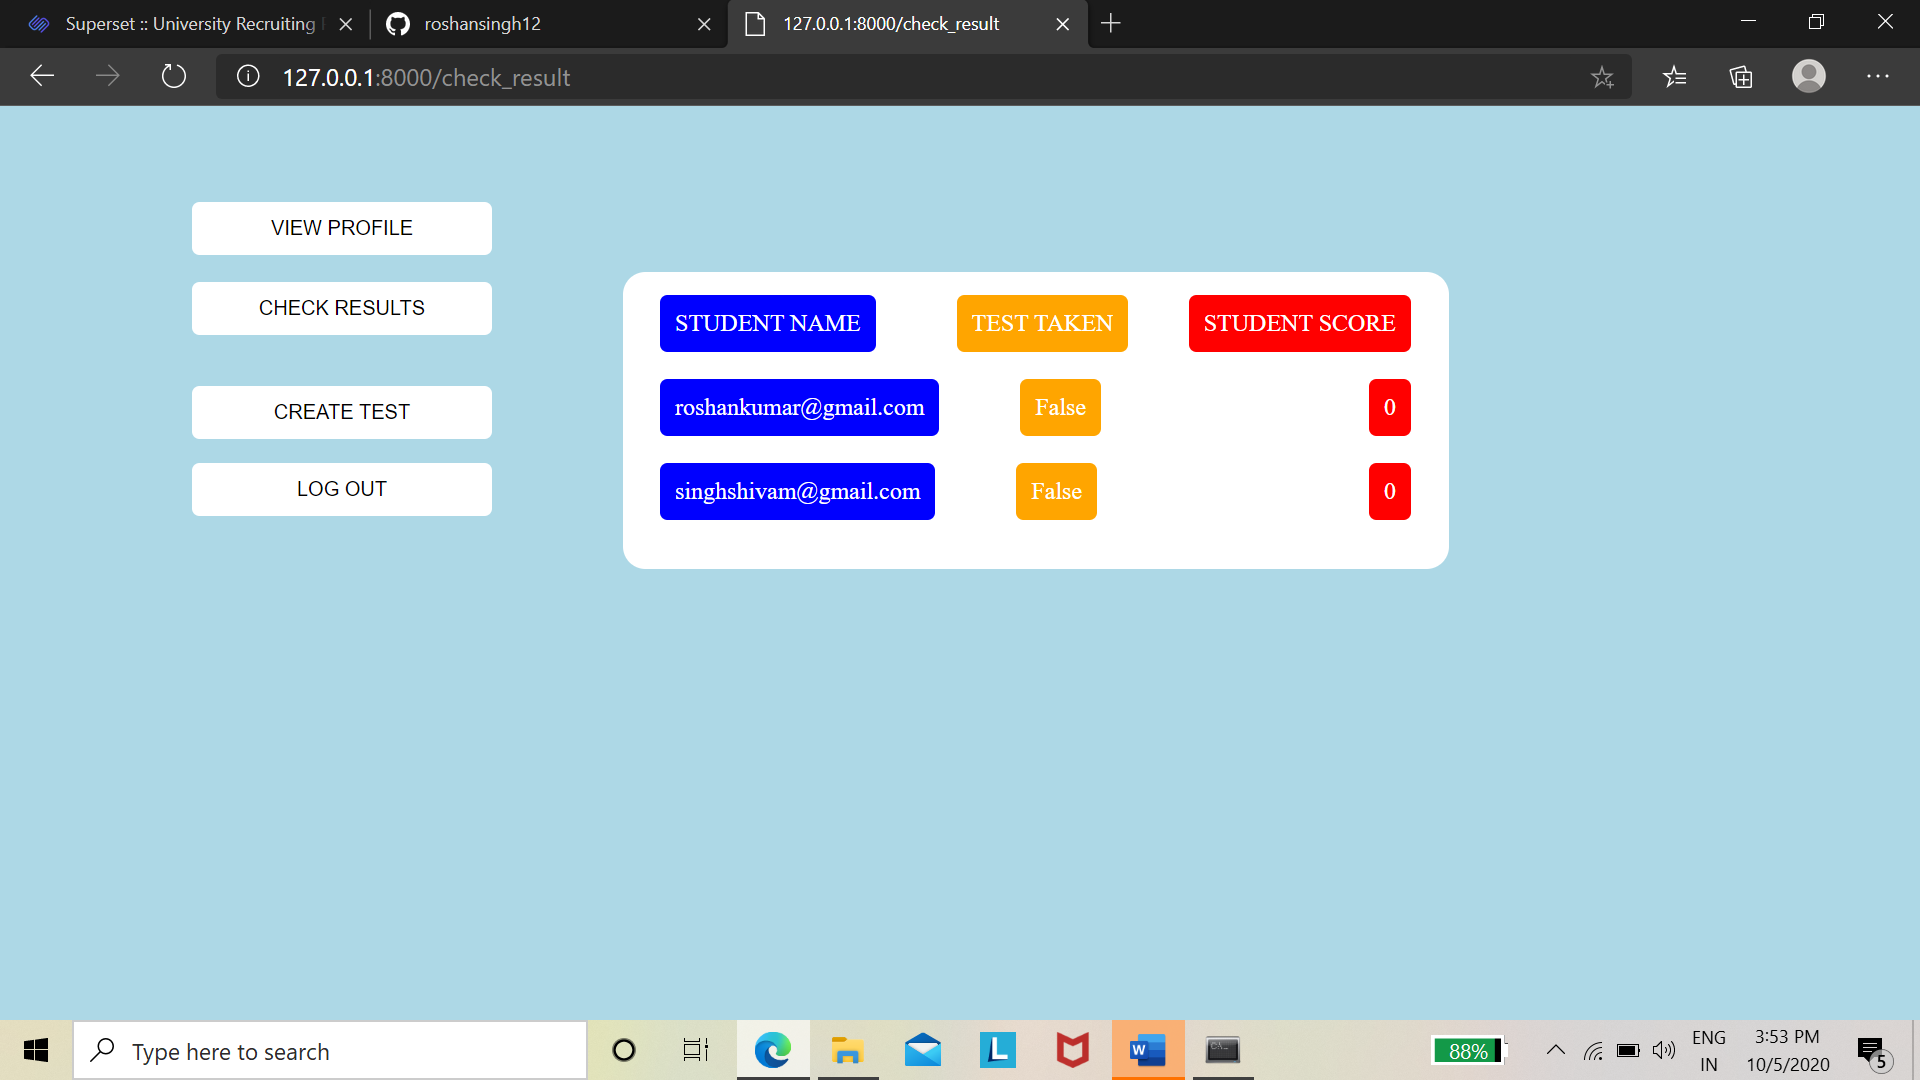 Superset :: University Recruiting
roshansingh12
127.0.0.1:8000/check_result
127.0.0.1:8000/check_result
VIEW PROFILE
CHECK RESULTS
CREATE TEST
LOG OUT
STUDENT NAME TEST TAKEN STUDENT SCORE
roshankumar@gmail.com False 0
singhshivam@gmail.com False 0
Type here to search
L
W
88%
ENG
IN
3:53 PM
10/5/2020
5